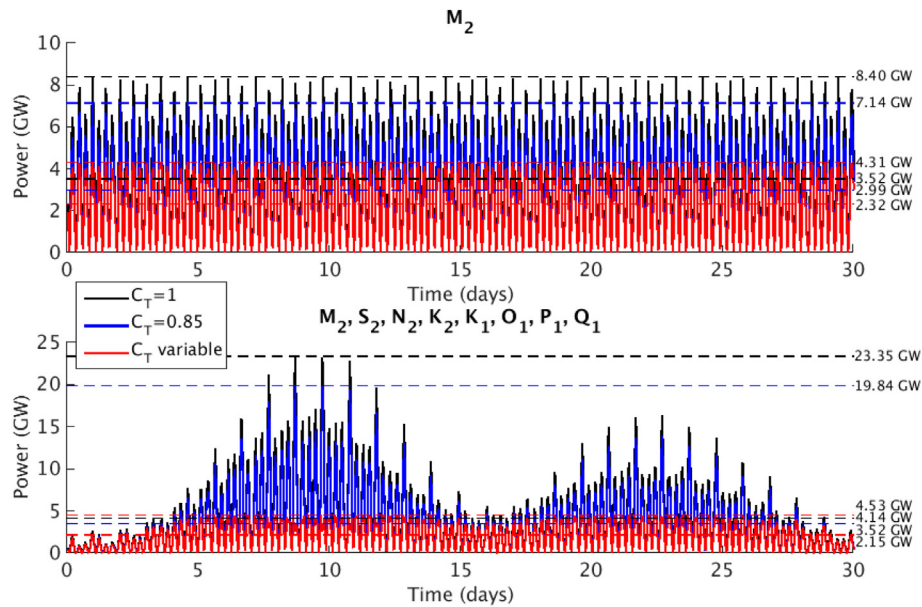 M2
10
8
6
4
2
0
Power (GW)
8.40 GW
7.14 GW
4.31 GW
3.52 GW
2.99 GW
2.32 GW
0 5 10 15 20 25 30
Time (days)
CT=1
CT=0.85
CT variable
M2, S2, N2, K2, K1, O1, P1, Q1
25
20
15
10
5
0
Power (GW)
23.35 GW
19.84 GW
4.53 GW
4.14 GW
3.52 GW
2.15 GW
0 5 10 15 20 25 30
Time (days)